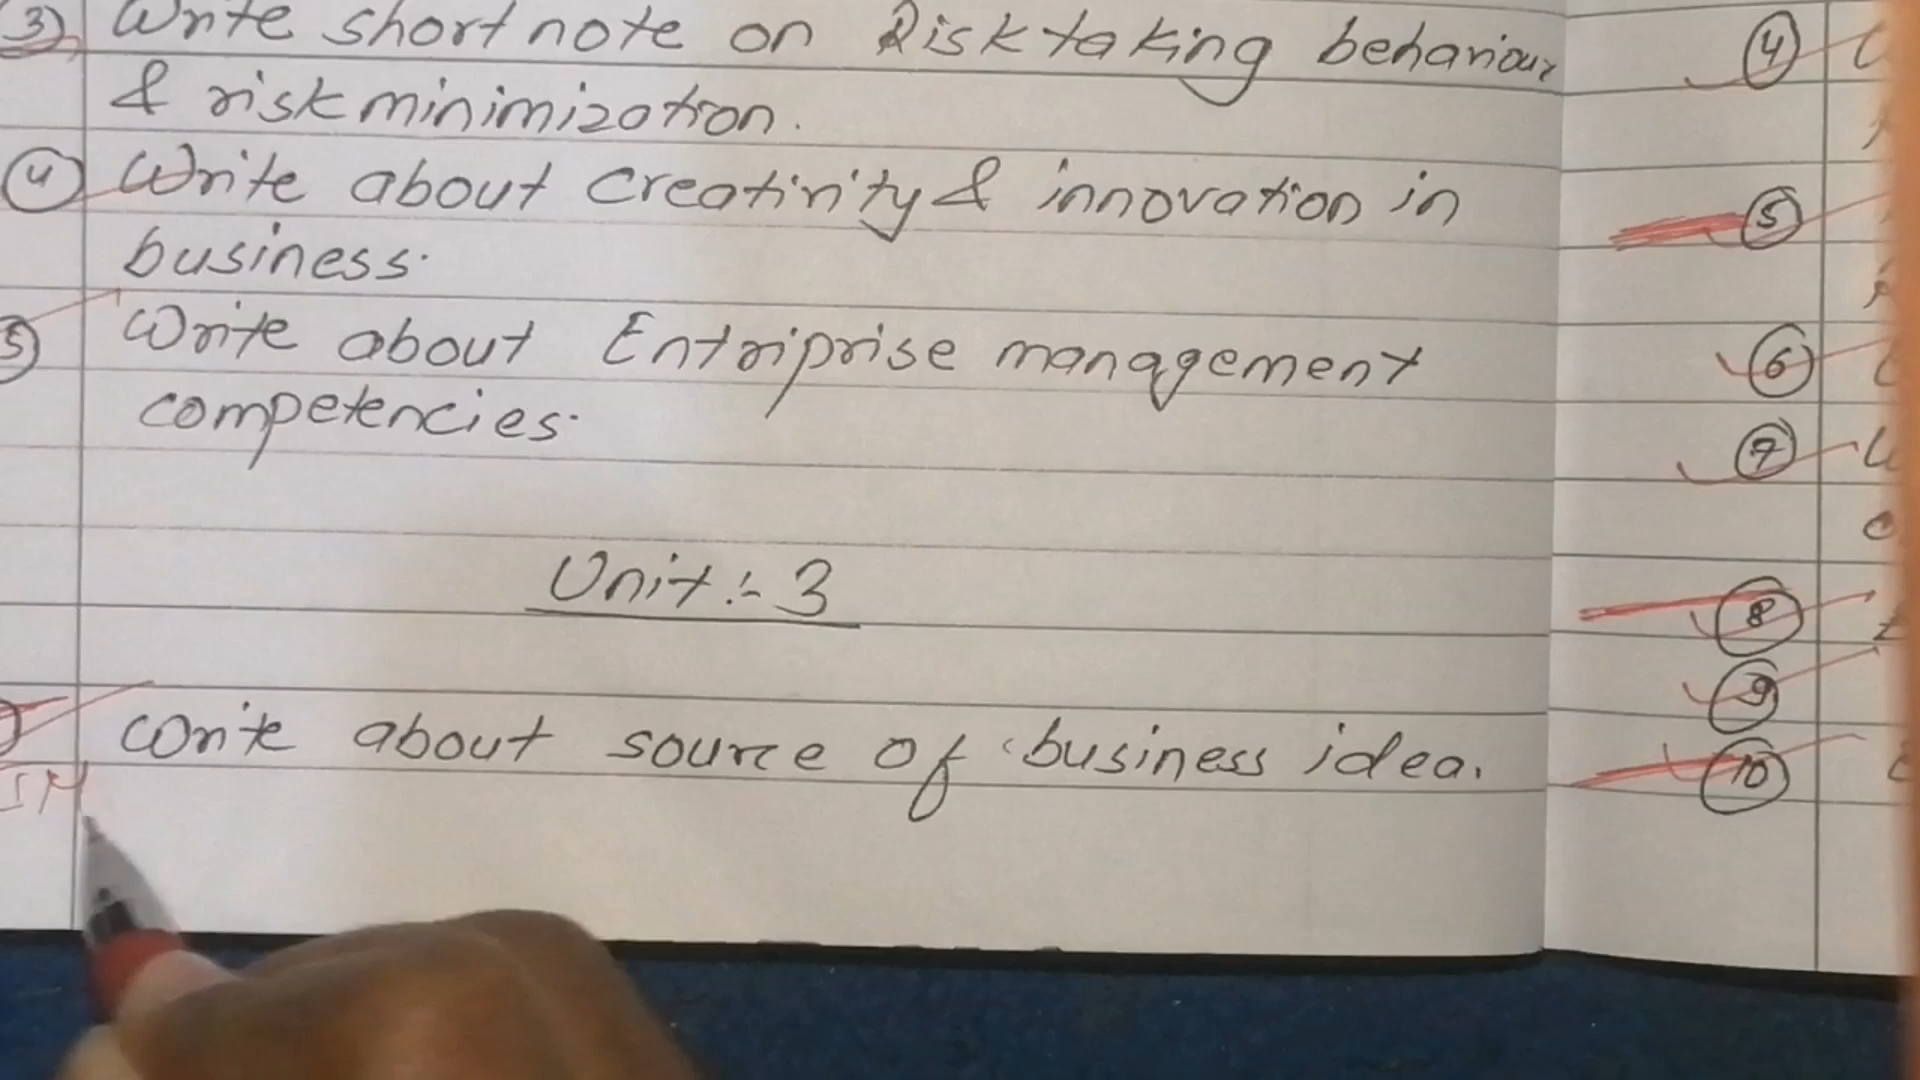 3) Write short note on Risk taking behaviour
& risk minimization.
4 Write about creativity & innovation in
business.
5 Write about Entriprise management
competencies.
Unit :- 3
Write about source of business idea.
4
5
6
7
8
9
10